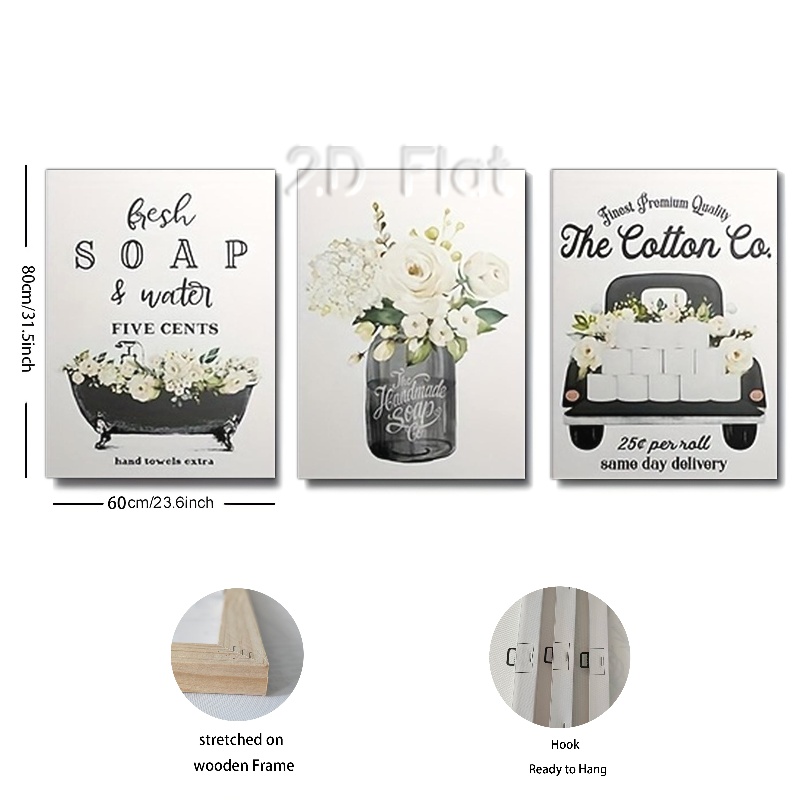 2.D Flat
fresh
SOAP
& water
FIVE CENTS
hand towels extra
The
Handmade
Soap
Co
Finest Premium Quality
The Cotton Co.
25¢ per roll
same day delivery
80cm/31.5inch
60cm/23.6inch
stretched on
wooden Frame
Hook
Ready to Hang